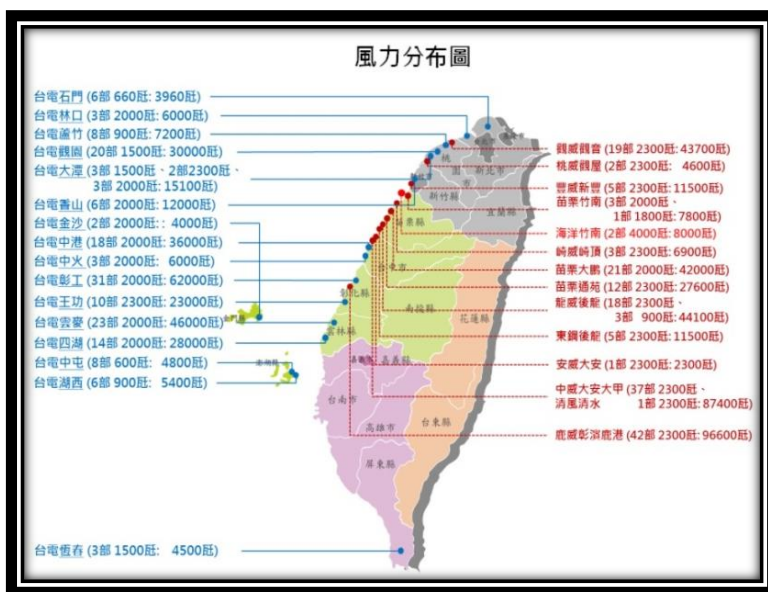 風力分布圖
台電石門 (6部 660瓩: 3960瓩)
台電林口 (3部 2000瓩: 6000瓩)
台電蘆竹 (8部 900瓩: 7200瓩)
台電觀園 (20部 1500瓩: 30000瓩)
台電大潭 (3部 1500瓩、2部2300瓩、
3部 2000瓩: 15100瓩)
台電香山 (6部 2000瓩: 12000瓩)
台電金沙 (2部 2000瓩: : 4000瓩)
台電中港 (18部 2000瓩: 36000瓩)
台電中火 (3部 2000瓩: 6000瓩)
台電彰工 (31部 2000瓩: 62000瓩)
台電王功 (10部 2300瓩: 23000瓩)
台電雲麥 (23部 2000瓩: 46000瓩)
台電四湖 (14部 2000瓩: 28000瓩)
台電中屯 (8部 600瓩: 4800瓩)
台電湖西 (6部 900瓩: 5400瓩)
台電恆春 (3部 1500瓩: 4500瓩)
觀威觀音 (19部 2300瓩: 43700瓩)
桃威觀屋 (2部 2300瓩: 4600瓩)
豐威新豐 (5部 2300瓩: 11500瓩)
苗栗竹南 (3部 2000瓩、
1部 1800瓩: 7800瓩)
海洋竹南 (2部 4000瓩: 8000瓩)
崎威崎頂 (3部 2300瓩: 6900瓩)
苗栗大鵬 (21部 2000瓩: 42000瓩)
苗栗通苑 (12部 2300瓩: 27600瓩)
龍威後龍 (18部 2300瓩、
3部 900瓩: 44100瓩)
東鋼後龍 (5部 2300瓩: 11500瓩)
安威大安 (1部 2300瓩: 2300瓩)
中威大安大甲 (37部 2300瓩、
清風清水 1部 2300瓩: 87400瓩)
鹿威彰濱鹿港 (42部 2300瓩: 96600瓩)
桃
園
市
新北市
新竹縣
宜蘭縣
苗栗縣
台中市
彰化縣
南投縣
花蓮縣
雲林縣
嘉義縣
台南市
高雄市
台東縣
屏東縣
金門縣
澎湖縣